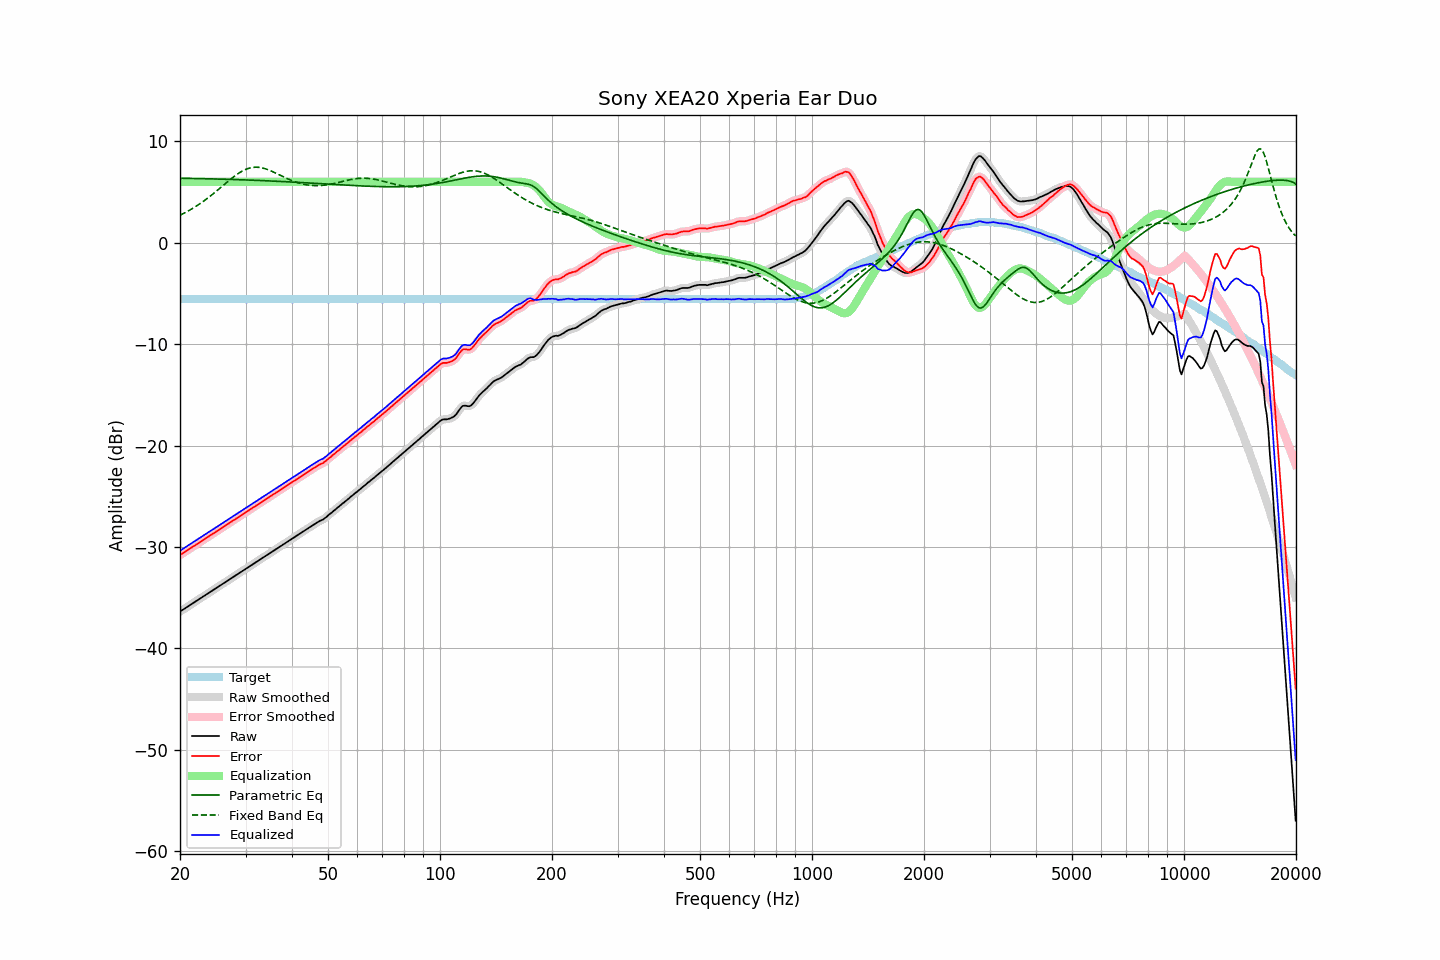 Sony XEA20 Xperia Ear Duo
10
0
−10
−20
−30
−40
−50
−60
Amplitude (dBr)
Target
Raw Smoothed
Error Smoothed
Raw
Error
Equalization
Parametric Eq
Fixed Band Eq
Equalized
20
50
100
200
500
1000
2000
5000
10000
20000
Frequency (Hz)